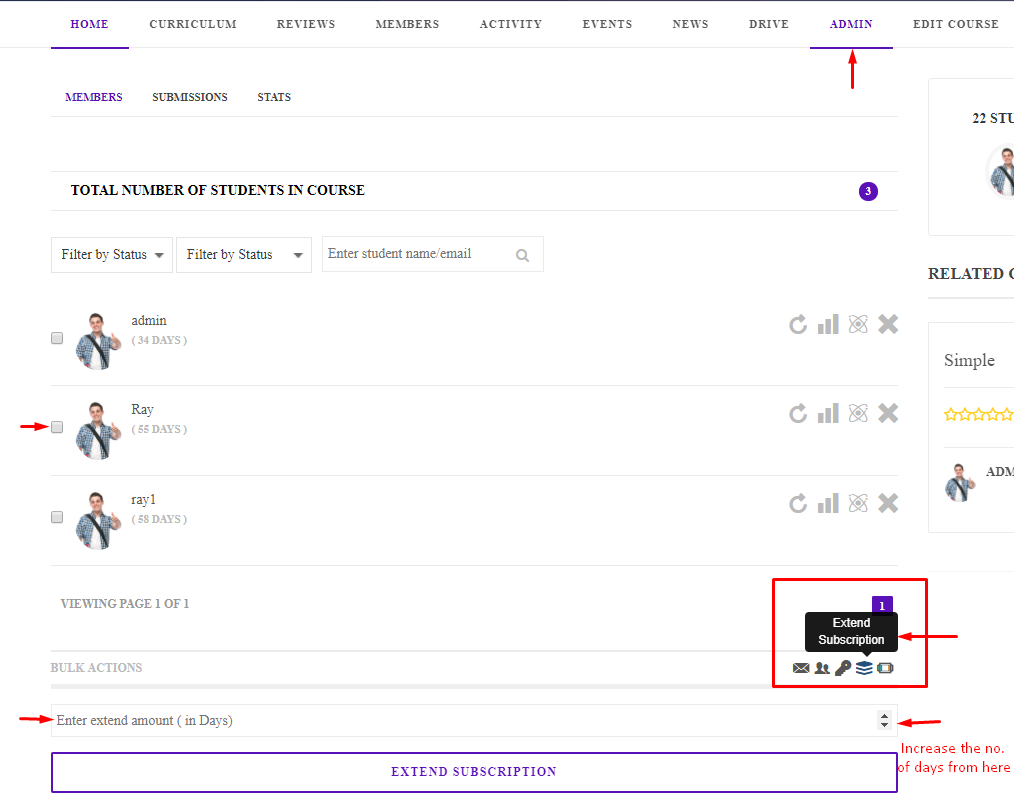 HOME CURRICULUM REVIEWS MEMBERS ACTIVITY EVENTS NEWS DRIVE ADMIN EDIT COURSE
MEMBERS SUBMISSIONS STATS
22 STU
TOTAL NUMBER OF STUDENTS IN COURSE 3
Filter by Status Filter by Status Enter student name/email
RELATED C
admin
( 34 DAYS )
Simple
Ray
( 55 DAYS )
ADM
ray1
( 58 DAYS )
VIEWING PAGE 1 OF 1 1
Extend
Subscription
BULK ACTIONS
Enter extend amount ( in Days)
Increase the no.
of days from here
EXTEND SUBSCRIPTION